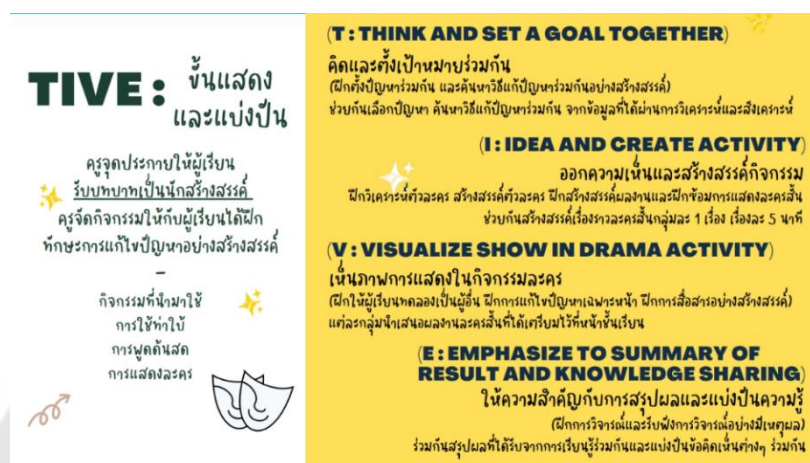 TIVE : ขั้นแสดง
และแบ่งปัน
ครูจุดประกายให้ผู้เรียน
รับบทบาทเป็นนักสร้างสรรค์
ครูจัดกิจกรรมให้กับผู้เรียนได้ฝึก
ทักษะการแก้ไขปัญหาอย่างสร้างสรรค์
–
กิจกรรมที่นำมาใช้
การใช้ท่าใบ้
การพูดด้นสด
การแสดงละคร
(T : THINK AND SET A GOAL TOGETHER)
คิดและตั้งเป้าหมายร่วมกัน
(ฝึกตั้งปัญหาร่วมกัน และค้นหาวิธีแก้ปัญหาร่วมกันอย่างสร้างสรรค์)
ช่วยกันเลือกปัญหา ค้นหาวิธีแก้ปัญหาร่วมกัน จากข้อมูลที่ได้ผ่านการวิเคราะห์และสังเคราะห์
(I : IDEA AND CREATE ACTIVITY)
ออกความเห็นและสร้างสรรค์กิจกรรม
ฝึกวิเคราะห์ตัวละคร สร้างสรรค์ตัวละคร ฝึกสร้างสรรค์ผลงานและฝึกซ้อมการแสดงละครสั้น
ช่วยกันสร้างสรรค์เรื่องราวละครสั้นกลุ่มละ 1 เรื่อง เรื่องละ 5 นาที
(V : VISUALIZE SHOW IN DRAMA ACTIVITY)
เห็นภาพการแสดงในกิจกรรมละคร
(ฝึกให้ผู้เรียนทดลองเป็นผู้อื่น ฝึกการแก้ไขปัญหาเฉพาะหน้า ฝึกการสื่อสารอย่างสร้างสรรค์)
แต่ละกลุ่มนำเสนอผลงานละครสั้นที่ได้เตรียมไว้ที่หน้าชั้นเรียน
(E : EMPHASIZE TO SUMMARY OF
RESULT AND KNOWLEDGE SHARING)
ให้ความสำคัญกับการสรุปผลและแบ่งปันความรู้
(ฝึกการวิจารณ์และรับฟังการวิจารณ์อย่างมีเหตุผล)
ร่วมกันสรุปผลที่ได้รับจากการเรียนรู้ร่วมกันและแบ่งปันข้อคิดเห็นต่างๆ ร่วมกัน